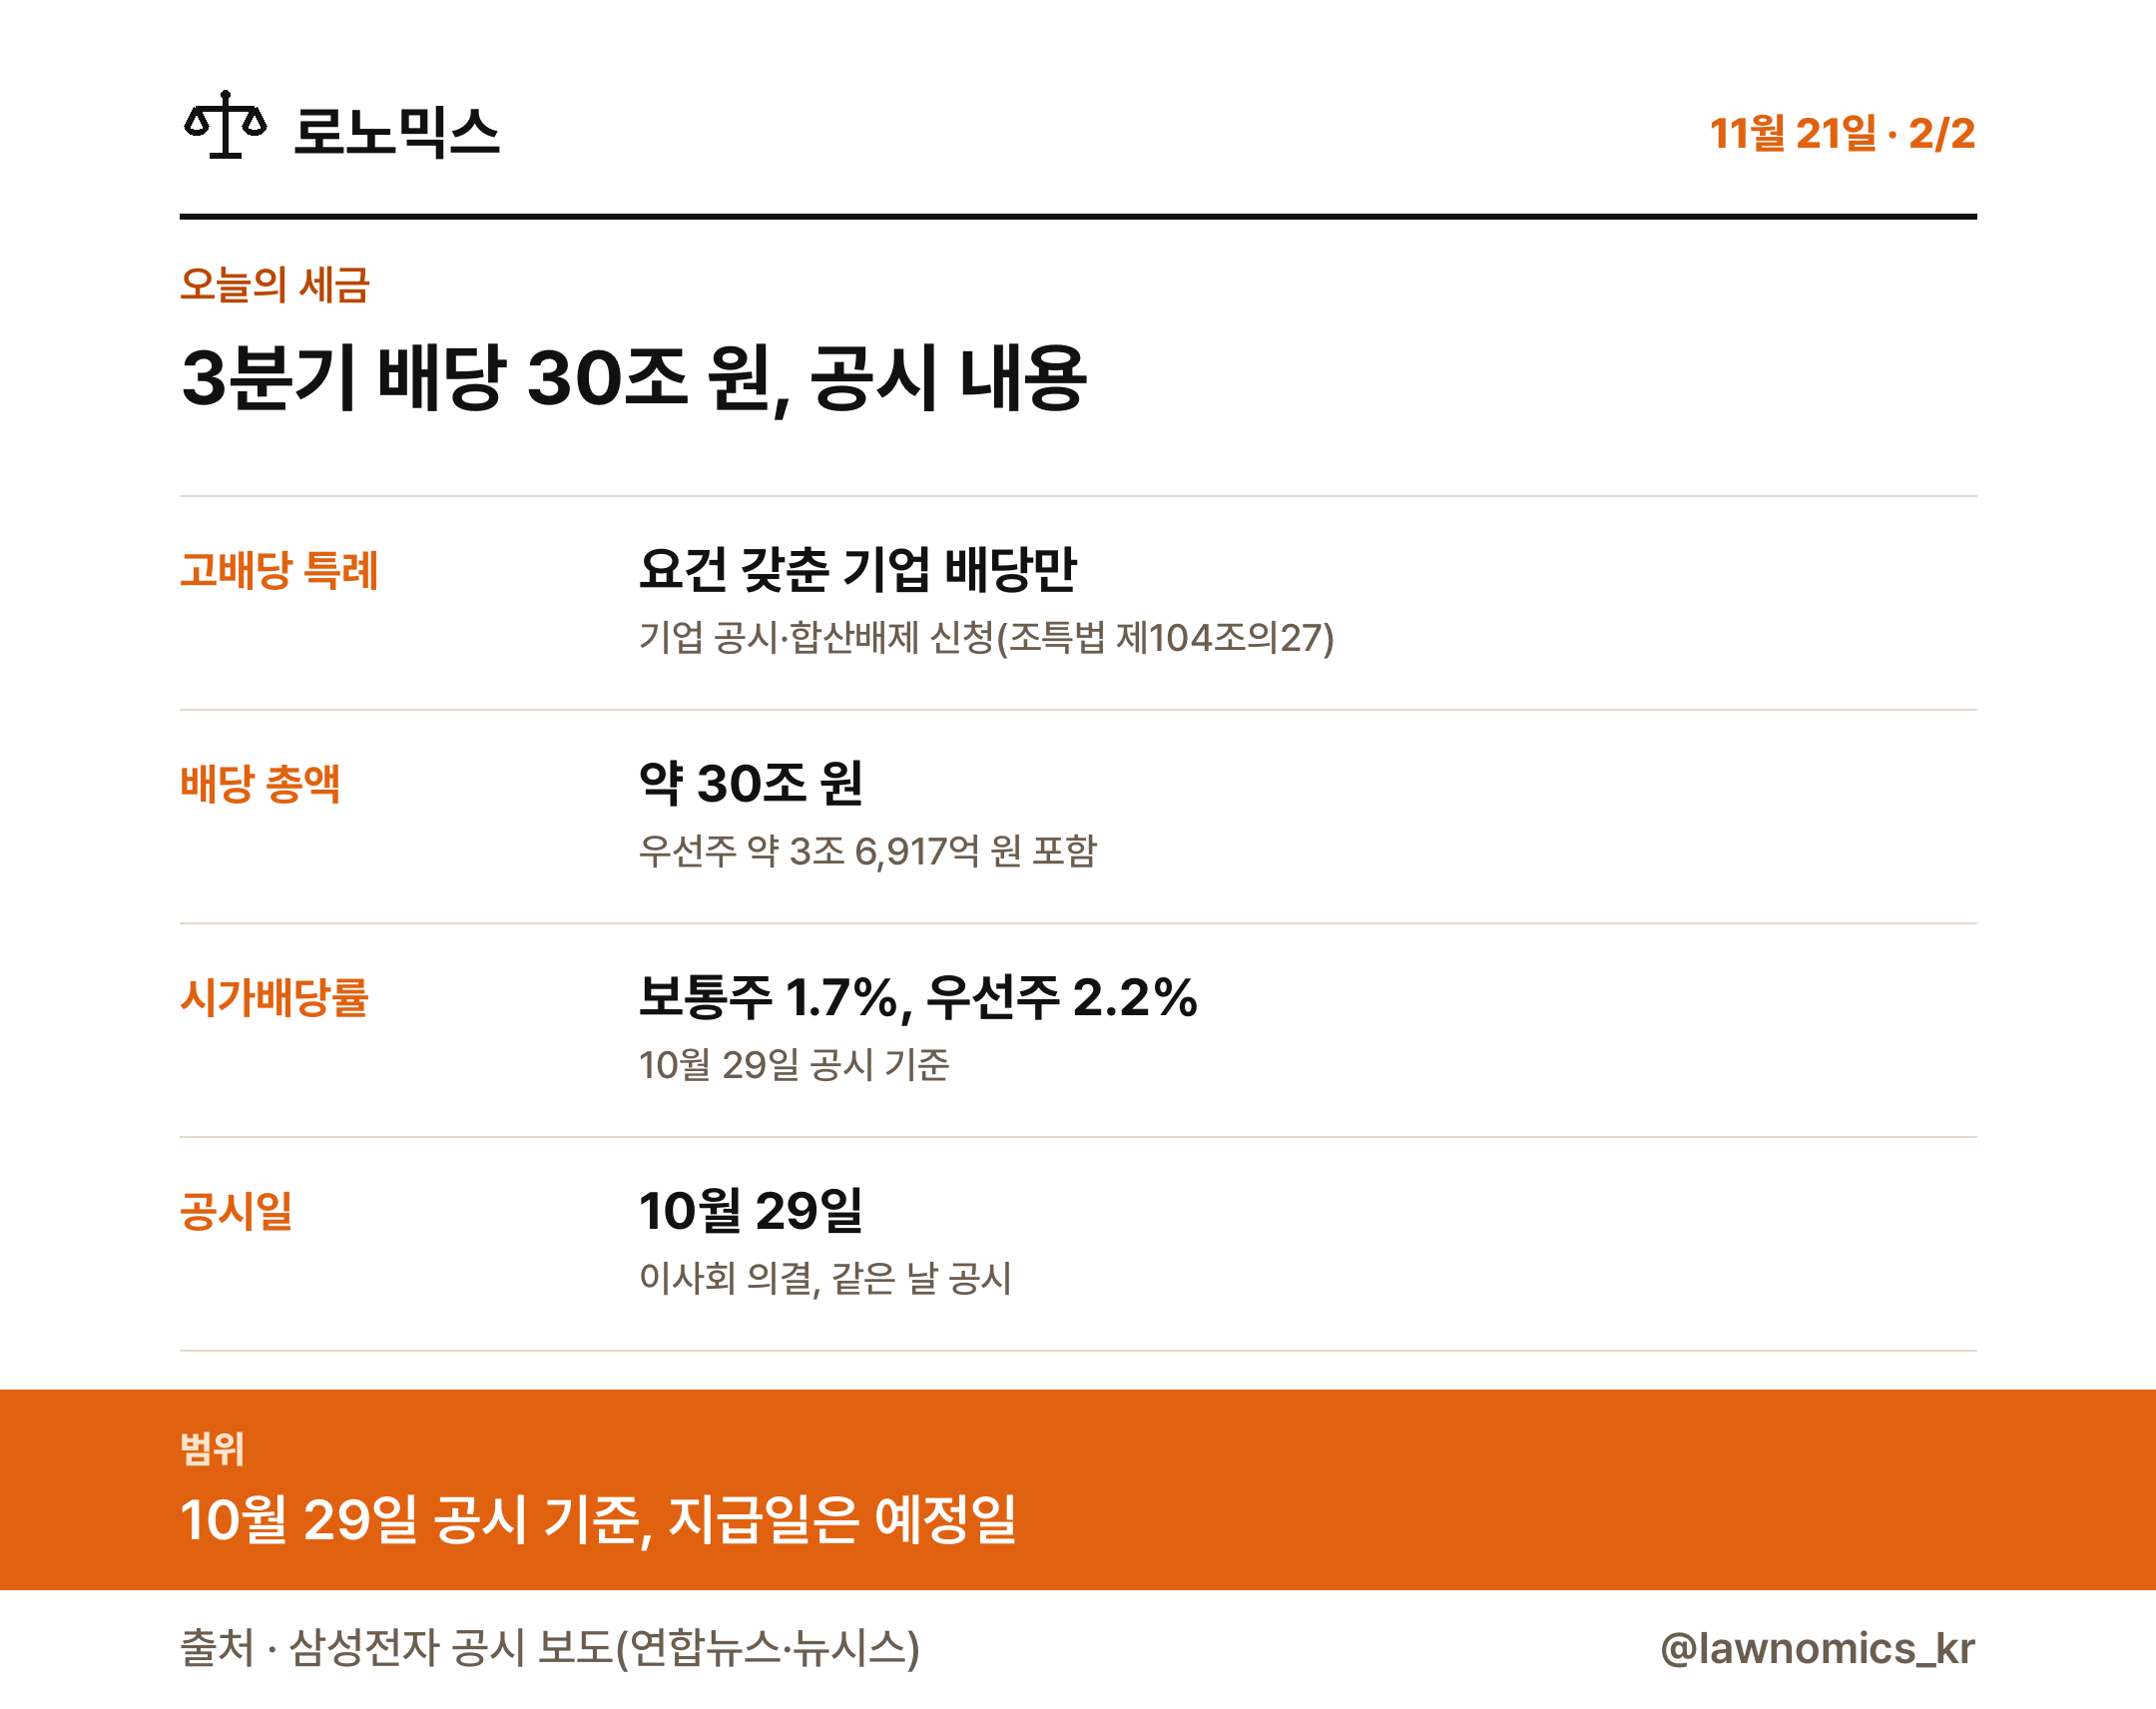 로노믹스
11월 21일 · 2/2
오늘의 세금
3분기 배당 30조 원, 공시 내용
고배당 특례
요건 갖춘 기업 배당만
기업 공시·합산배제 신청(조특법 제104조의27)
배당 총액
약 30조 원
우선주 약 3조 6,917억 원 포함
시가배당률
보통주 1.7%, 우선주 2.2%
10월 29일 공시 기준
공시일
10월 29일
이사회 의결, 같은 날 공시
범위
10월 29일 공시 기준, 지급일은 예정일
출처 · 삼성전자 공시 보도(연합뉴스·뉴시스)
@lawnomics_kr